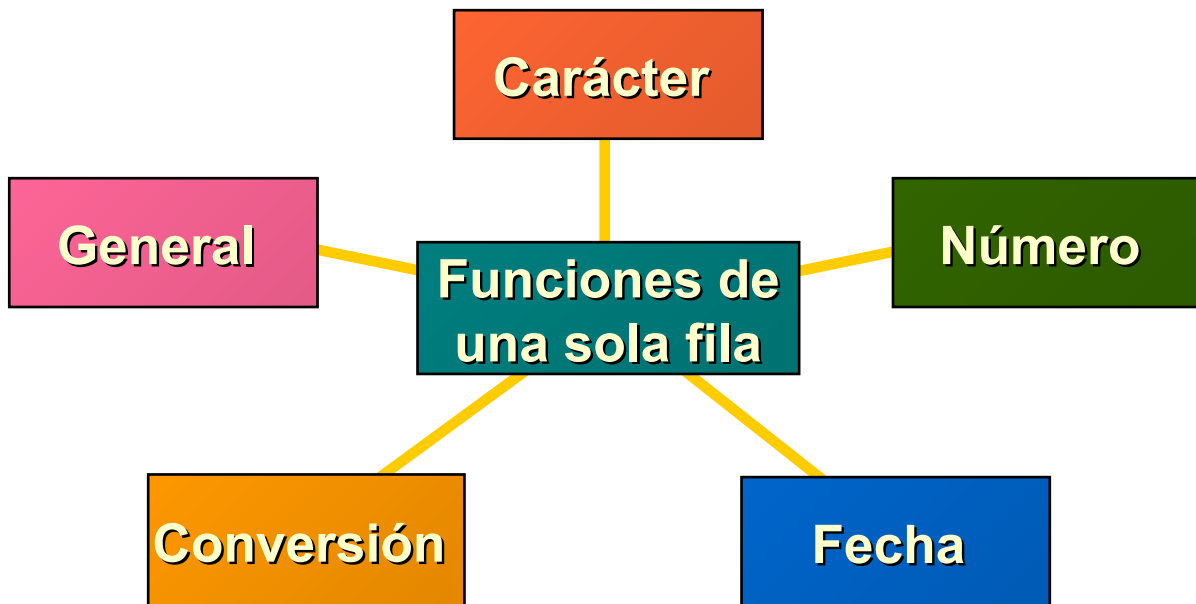 Carácter
General
Número
Funciones de
una sola fila
Conversión
Fecha